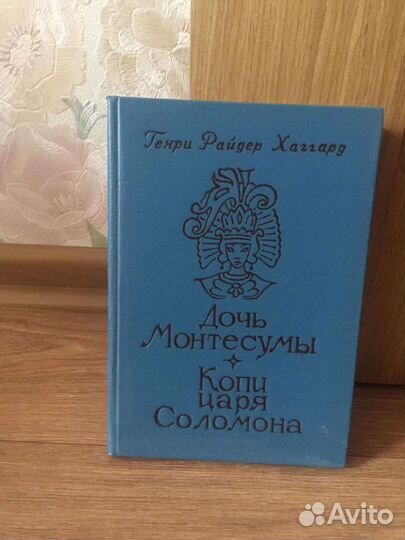 Генри Райдер Хаггард
Дочь
Монтесумы
Копи
царя
Соломона
Avito